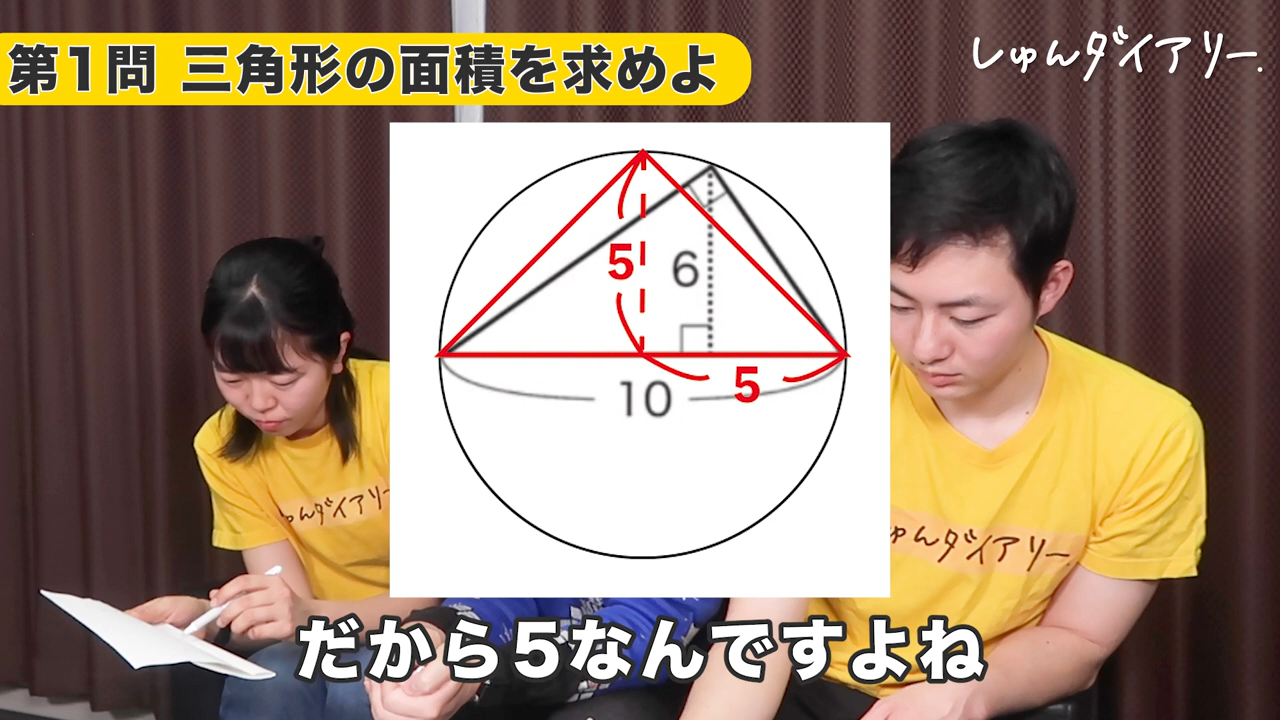 第1問 三角形の面積を求めよ
しゅんダイアリー.
5
6
5
10
しゅんダイアリー
ゅんダイアリー.
だから5なんですよね